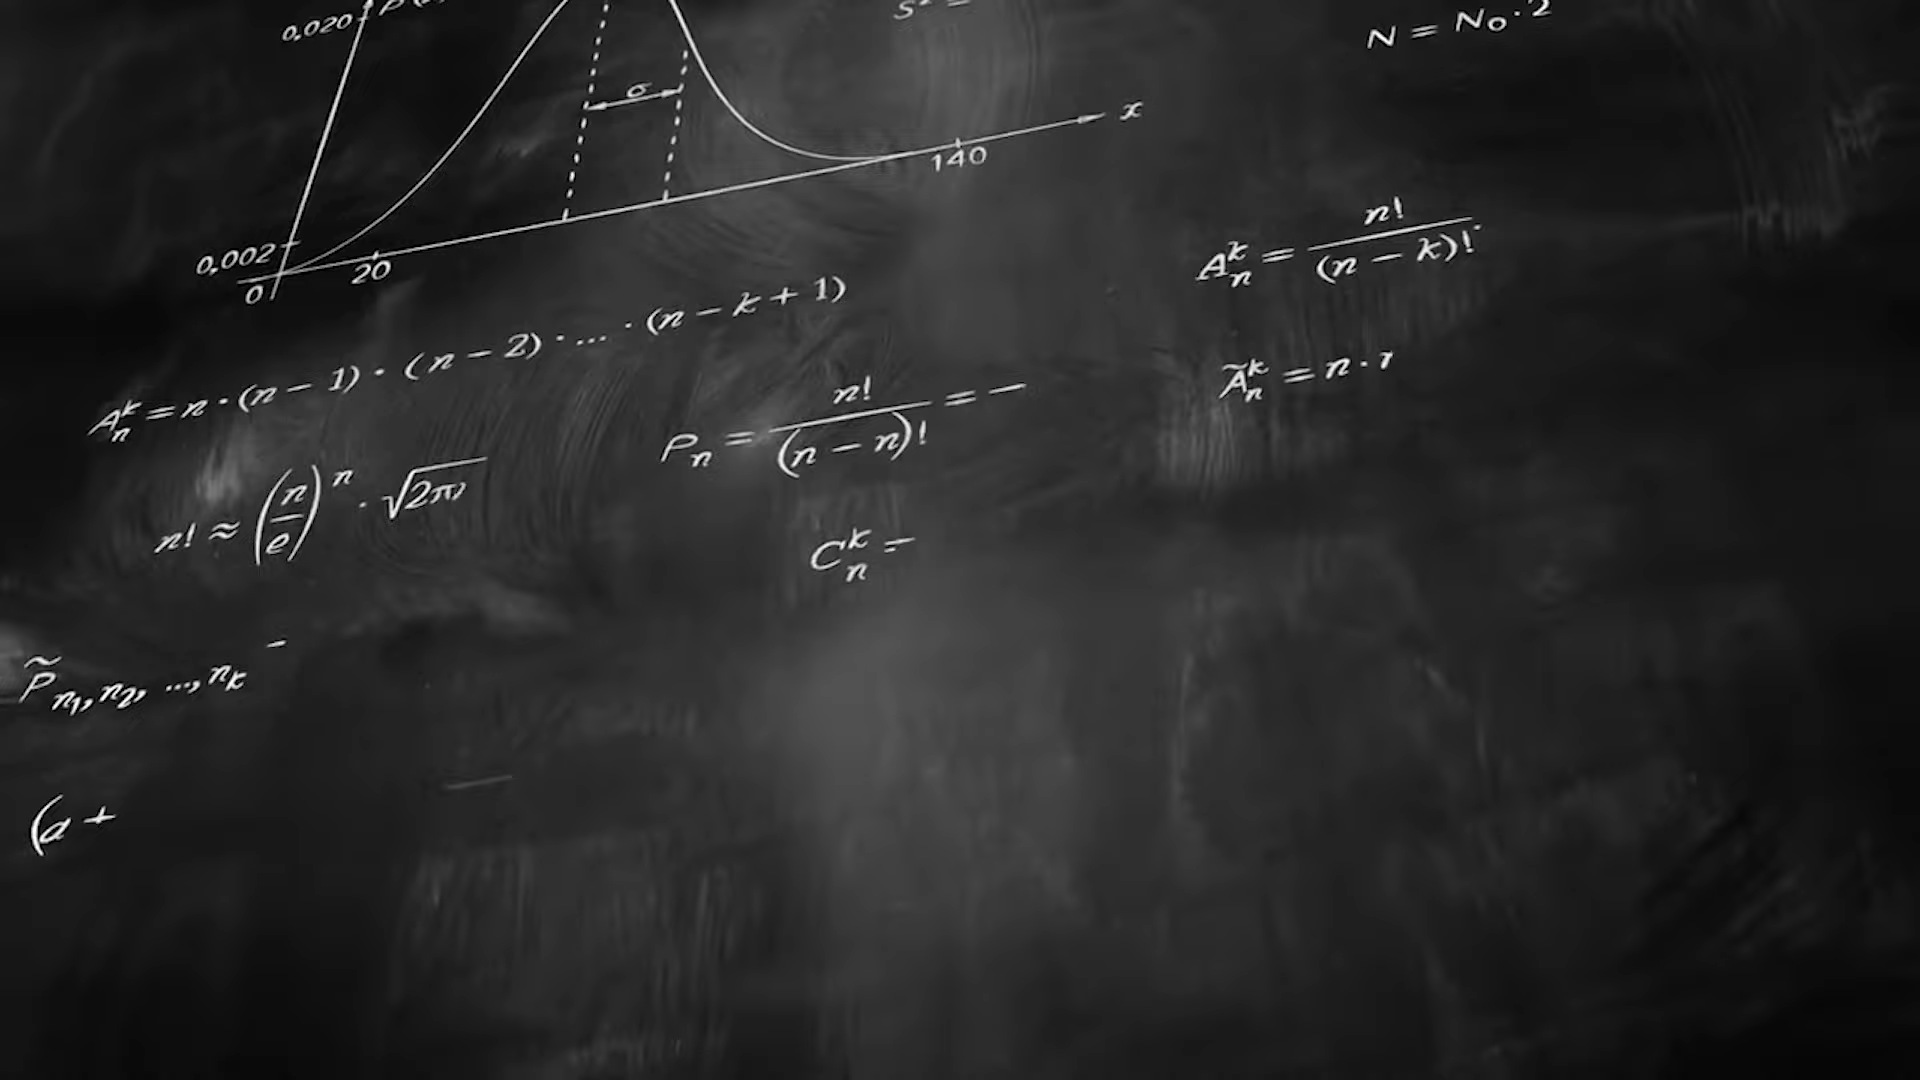 0,020
S² =
N = N₀ · 2
σ
x
140
0,002
0
20
Aₙᵏ = n · (n − 1) · (n − 2) · ... · (n − k + 1)
Aₙᵏ = n! / (n − k)!
Pₙ = n! / (n − n)! = −
Ãₙᵏ = n ·
n! ≈ (n/e)ⁿ · √2π
Cₙᵏ =
P̃ n₁, n₂, ..., nₖ
(a +